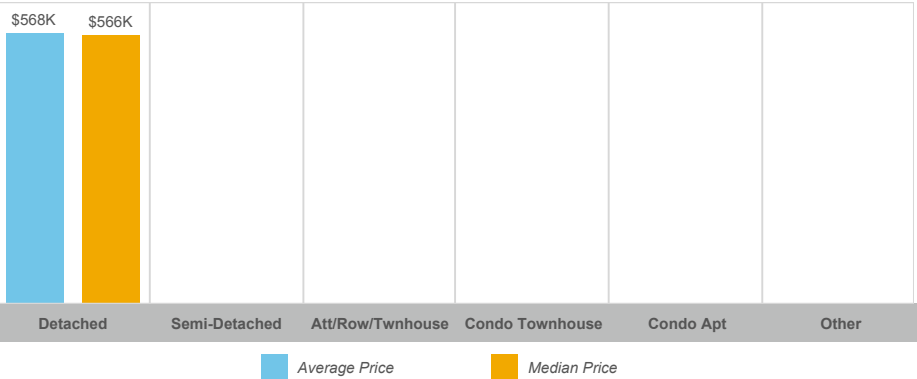 $568K $566K
Detached Semi-Detached Att/Row/Twnhouse Condo Townhouse Condo Apt Other
Average Price Median Price